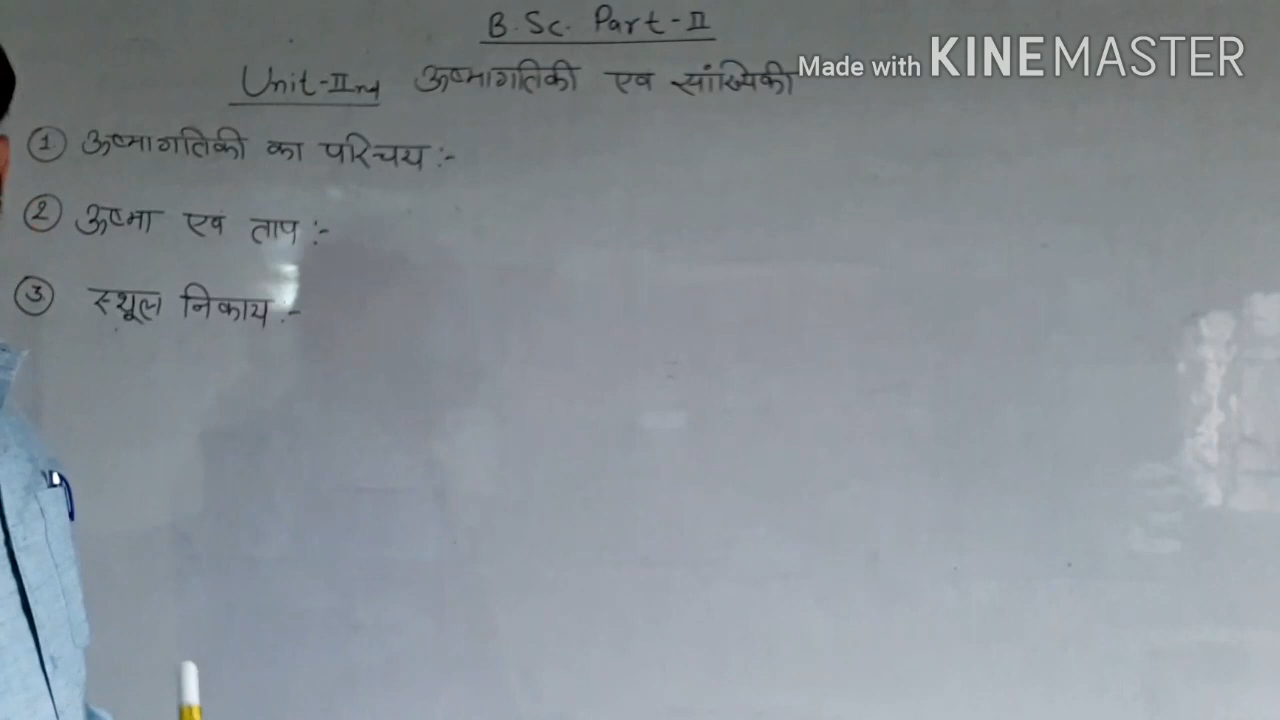 B.Sc. Part-II
Unit-IInd ऊष्मागतिकी एव सांख्यिकी
Made with KINEMASTER
① ऊष्मागतिकी का परिचय :-
② ऊष्मा एव ताप :-
③ स्थूल निकाय :-